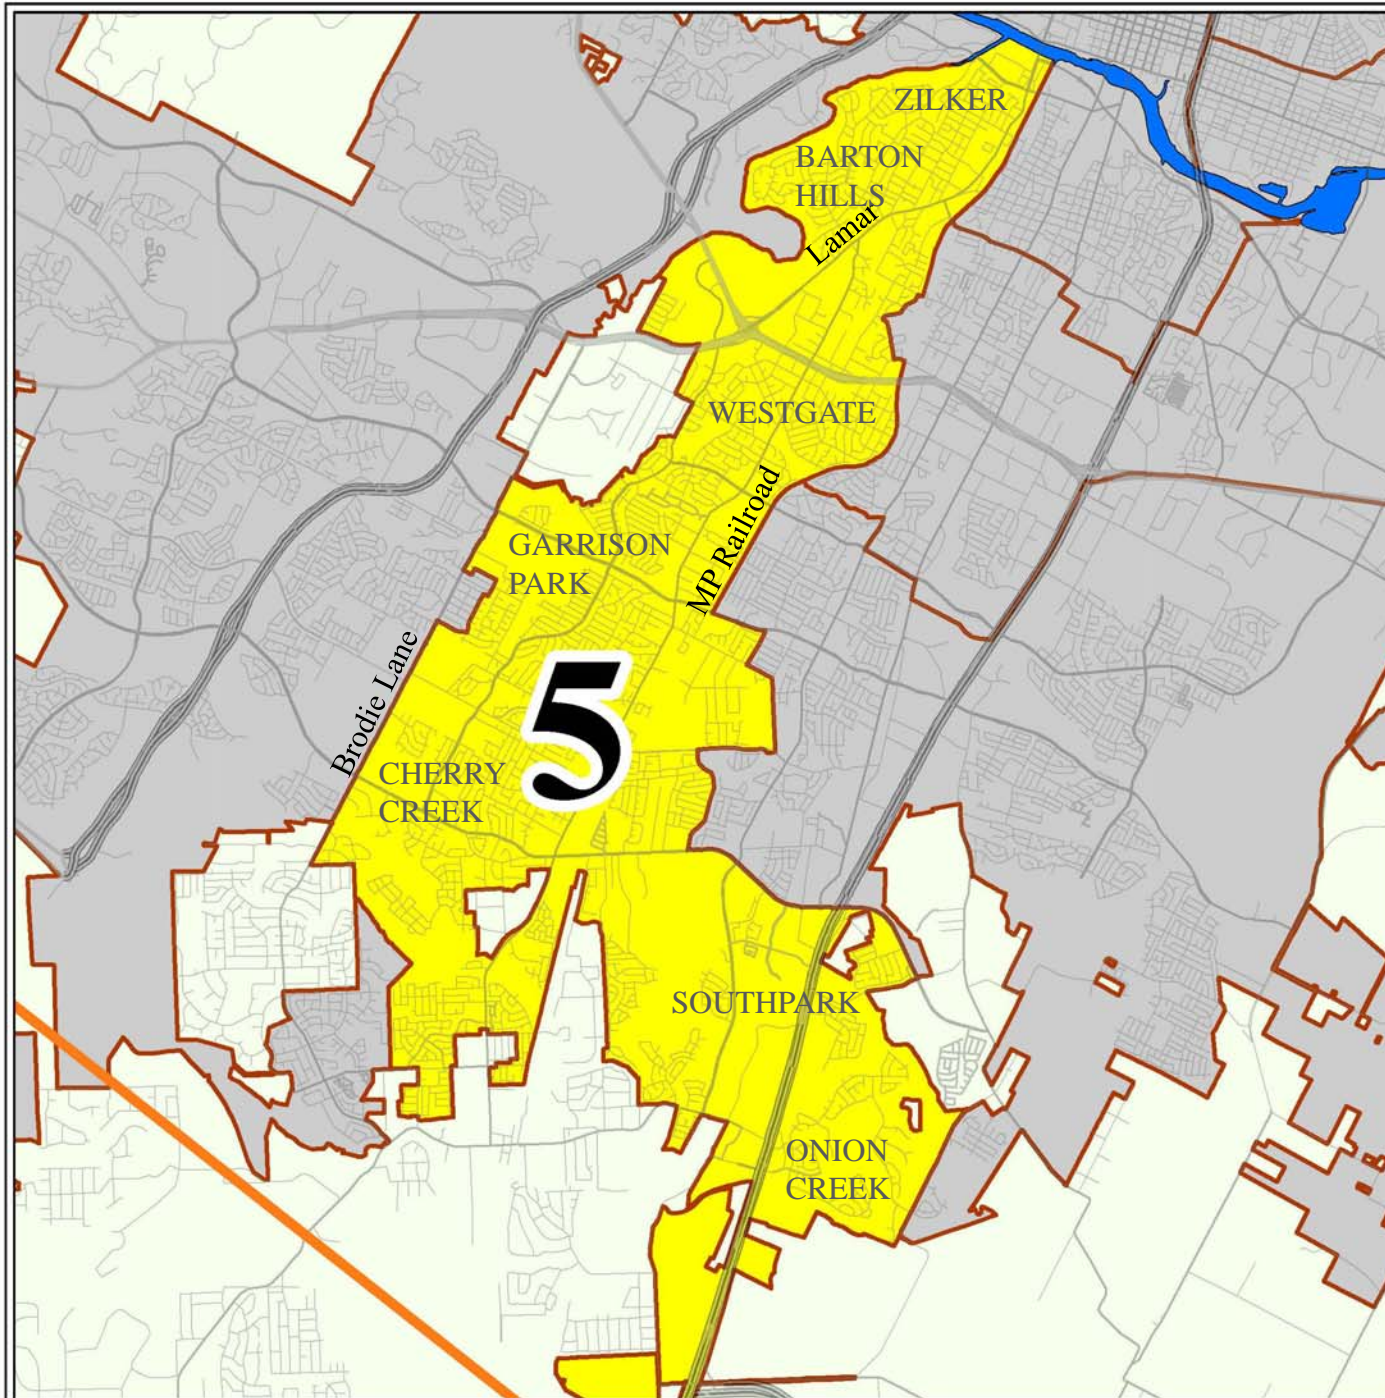 ZILKER
BARTON
HILLS
Lamar
WESTGATE
MP Railroad
GARRISON
PARK
Brodie Lane
5
CHERRY
CREEK
SOUTHPARK
ONION
CREEK